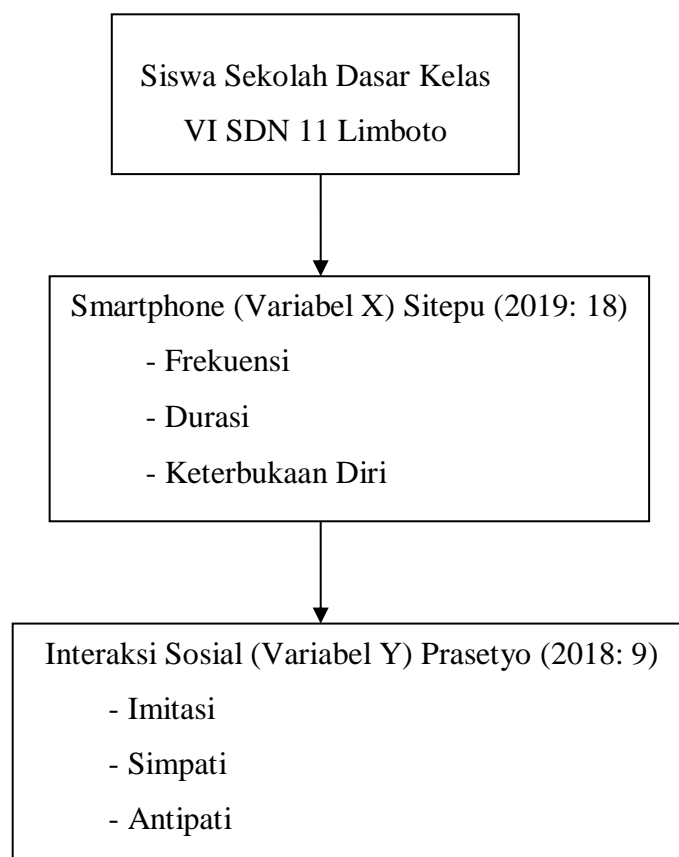 Siswa Sekolah Dasar Kelas
VI SDN 11 Limboto
Smartphone (Variabel X) Sitepu (2019: 18)
- Frekuensi
- Durasi
- Keterbukaan Diri
Interaksi Sosial (Variabel Y) Prasetyo (2018: 9)
- Imitasi
- Simpati
- Antipati